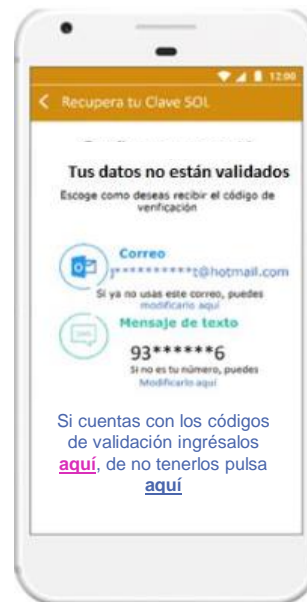 12:00
Recupera tu Clave SOL
Tus datos no están validados
Escoge como deseas recibir el código de
verificación
Correo
r**********t@hotmail.com
Si ya no usas este correo, puedes
modificarlo aquí
Mensaje de texto
93******6
Si no es tu número, puedes
Modificarlo aquí
Si cuentas con los códigos
de validación ingrésalos
aquí, de no tenerlos pulsa
aquí